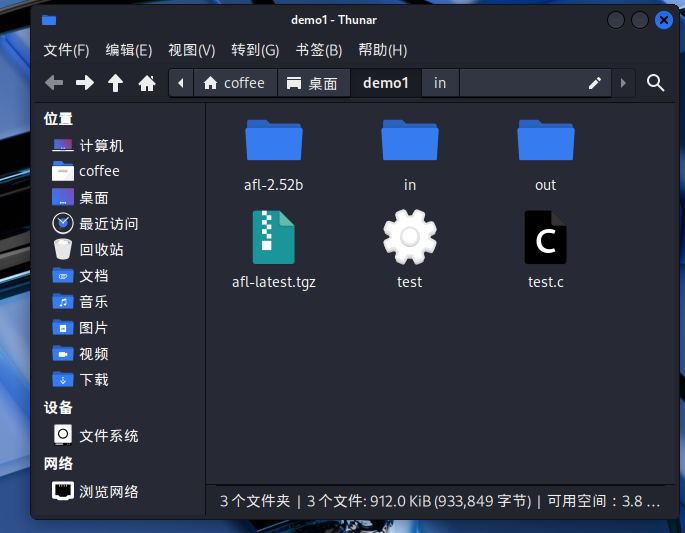 demo1 - Thunar
文件(F) 编辑(E) 视图(V) 转到(G) 书签(B) 帮助(H)
coffee 桌面 demo1 in
位置
计算机
coffee
桌面
最近访问
回收站
文档
音乐
图片
视频
下载
设备
文件系统
网络
浏览网络
afl-2.52b in out
afl-latest.tgz test test.c
C
3 个文件夹 | 3 个文件: 912.0 KiB (933,849 字节) | 可用空间：3.8 ...